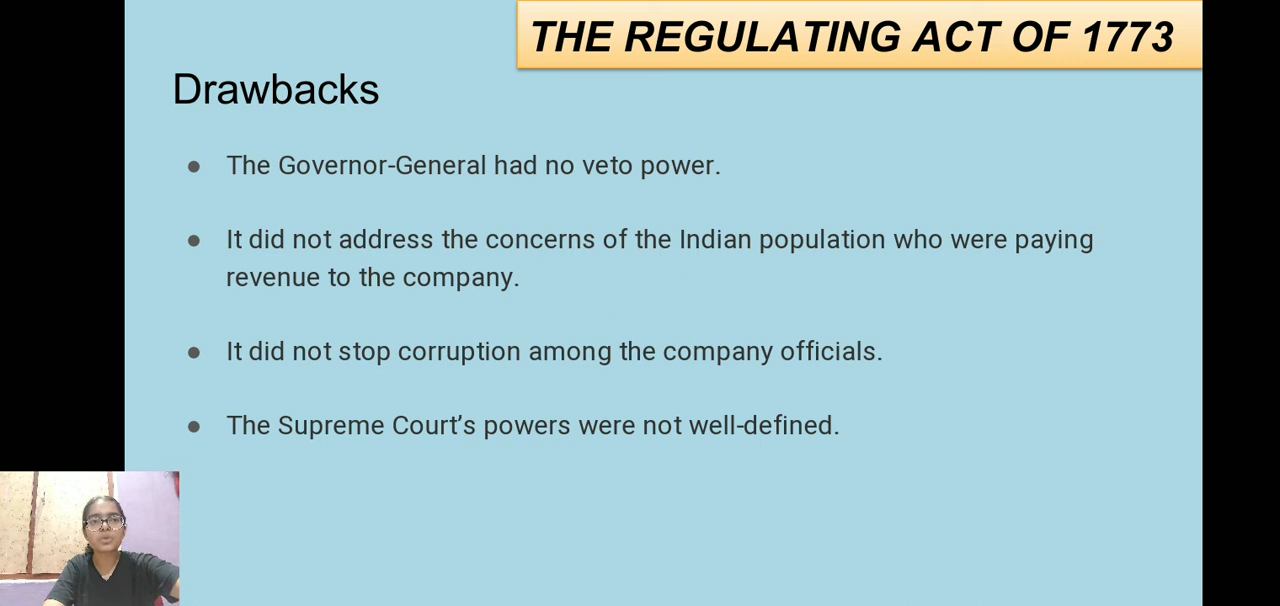 THE REGULATING ACT OF 1773
Drawbacks
● The Governor-General had no veto power.
● It did not address the concerns of the Indian population who were paying
revenue to the company.
● It did not stop corruption among the company officials.
● The Supreme Court’s powers were not well-defined.